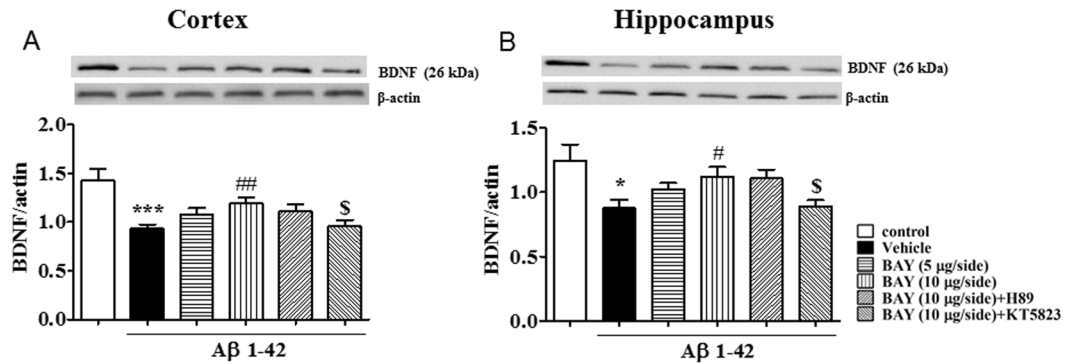 Cortex
Hippocampus
A
BDNF (26 kDa)
β-actin
BDNF/actin
2.0
1.5
1.0
0.5
0.0
***
##
$
Aβ 1-42
B
BDNF (26 kDa)
β-actin
BDNF/actin
1.5
1.0
0.5
0.0
*
#
$
Aβ 1-42
control
Vehicle
BAY (5 µg/side)
BAY (10 µg/side)
BAY (10 µg/side)+H89
BAY (10 µg/side)+KT5823